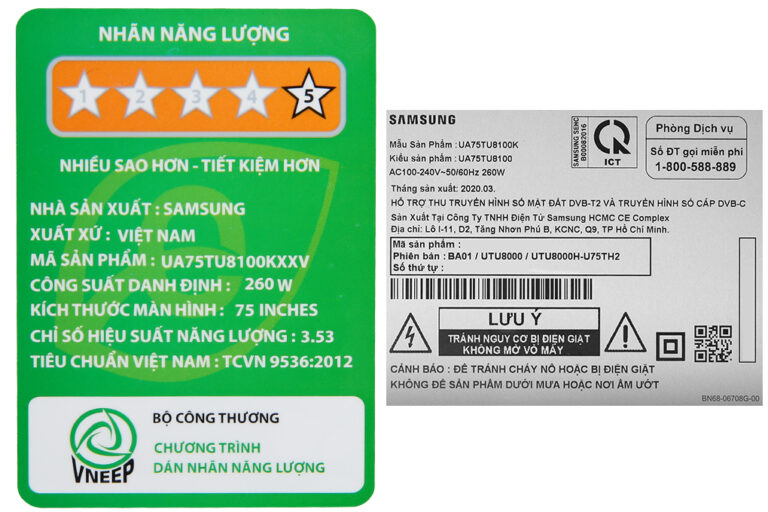 NHÃN NĂNG LƯỢNG
1 2 3 4 5
NHIỀU SAO HƠN - TIẾT KIỆM HƠN
NHÀ SẢN XUẤT : SAMSUNG
XUẤT XỨ : VIỆT NAM
MÃ SẢN PHẨM : UA75TU8100KXXV
CÔNG SUẤT DANH ĐỊNH : 260 W
KÍCH THƯỚC MÀN HÌNH : 75 INCHES
CHỈ SỐ HIỆU SUẤT NĂNG LƯỢNG : 3.53
TIÊU CHUẨN VIỆT NAM : TCVN 9536:2012
VNEEP
BỘ CÔNG THƯƠNG
CHƯƠNG TRÌNH
DÁN NHÃN NĂNG LƯỢNG
SAMSUNG
Mẫu Sản Phẩm : UA75TU8100K
Kiểu sản Phẩm : UA75TU8100
AC100-240V~50/60Hz 260W
Tháng sản xuất: 2020.03.
SAMSUNG SEHC
B00082016
ICT
Phòng Dịch vụ
Số ĐT gọi miễn phí
1-800-588-889
HỖ TRỢ THU TRUYỀN HÌNH SỐ MẶT ĐẤT DVB-T2 VÀ TRUYỀN HÌNH SỐ CÁP DVB-C
Sản Xuất Tại Công Ty TNHH Điện Tử Samsung HCMC CE Complex
Địa chỉ: Lô I-11, D2, Tăng Nhơn Phú B, KCNC, Q9, TP Hồ Chí Minh.
Mã sản phẩm :
Phiên bản : BA01 / UTU8000 / UTU8000H-U75TH2
Số thứ tự :
LƯU Ý
TRÁNH NGUY CƠ BỊ ĐIỆN GIẬT
KHÔNG MỞ VỎ MÁY
CẢNH BÁO : ĐỂ TRÁNH CHÁY NỔ HOẶC BỊ ĐIỆN GIẬT
KHÔNG ĐỂ SẢN PHẨM DƯỚI MƯA HOẶC NƠI ẨM ƯỚT
BN68-06708G-00